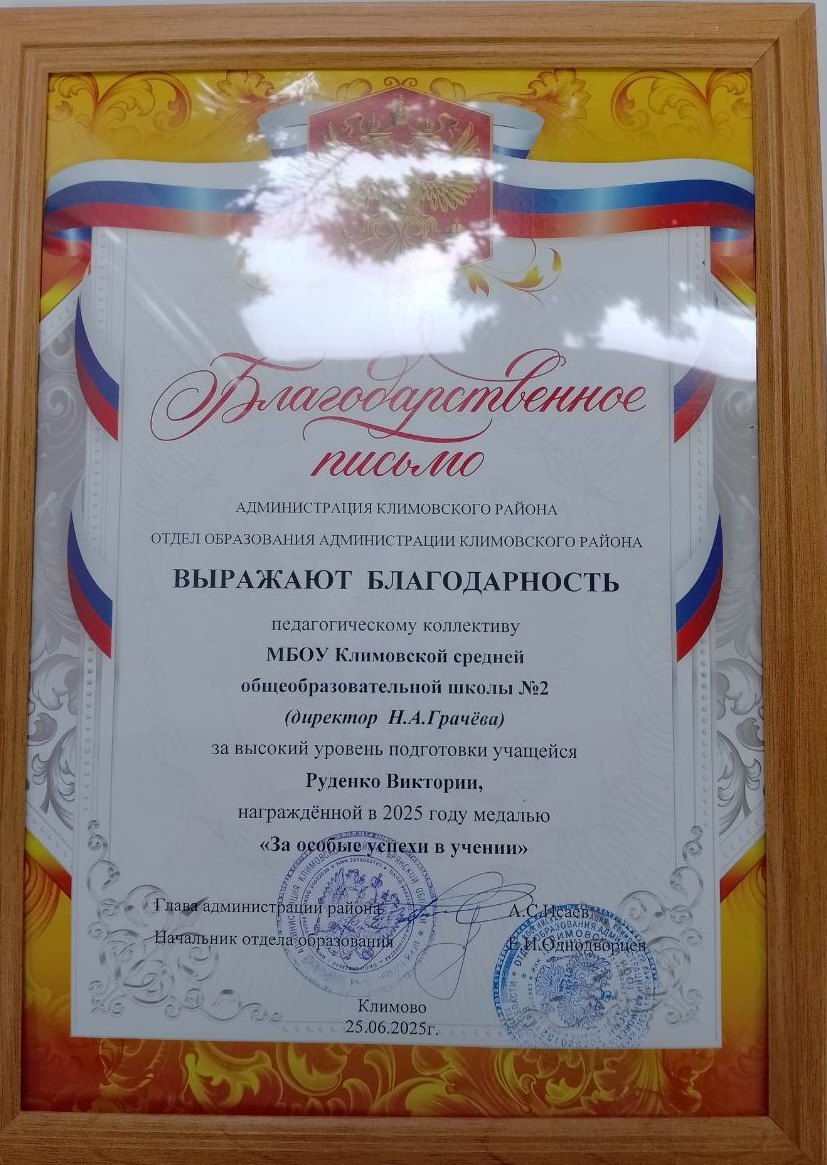 Благодарственное
письмо
АДМИНИСТРАЦИЯ КЛИМОВСКОГО РАЙОНА
ОТДЕЛ ОБРАЗОВАНИЯ АДМИНИСТРАЦИИ КЛИМОВСКОГО РАЙОНА
ВЫРАЖАЮТ БЛАГОДАРНОСТЬ
педагогическому коллективу
МБОУ Климовской средней
общеобразовательной школы №2
(директор Н.А.Грачёва)
за высокий уровень подготовки учащейся
Руденко Виктории,
награждённой в 2025 году медалью
«За особые успехи в учении»
Глава администрации района А.С.Исаев
Начальник отдела образования Е.И.Однодворцев
Климово
25.06.2025г.